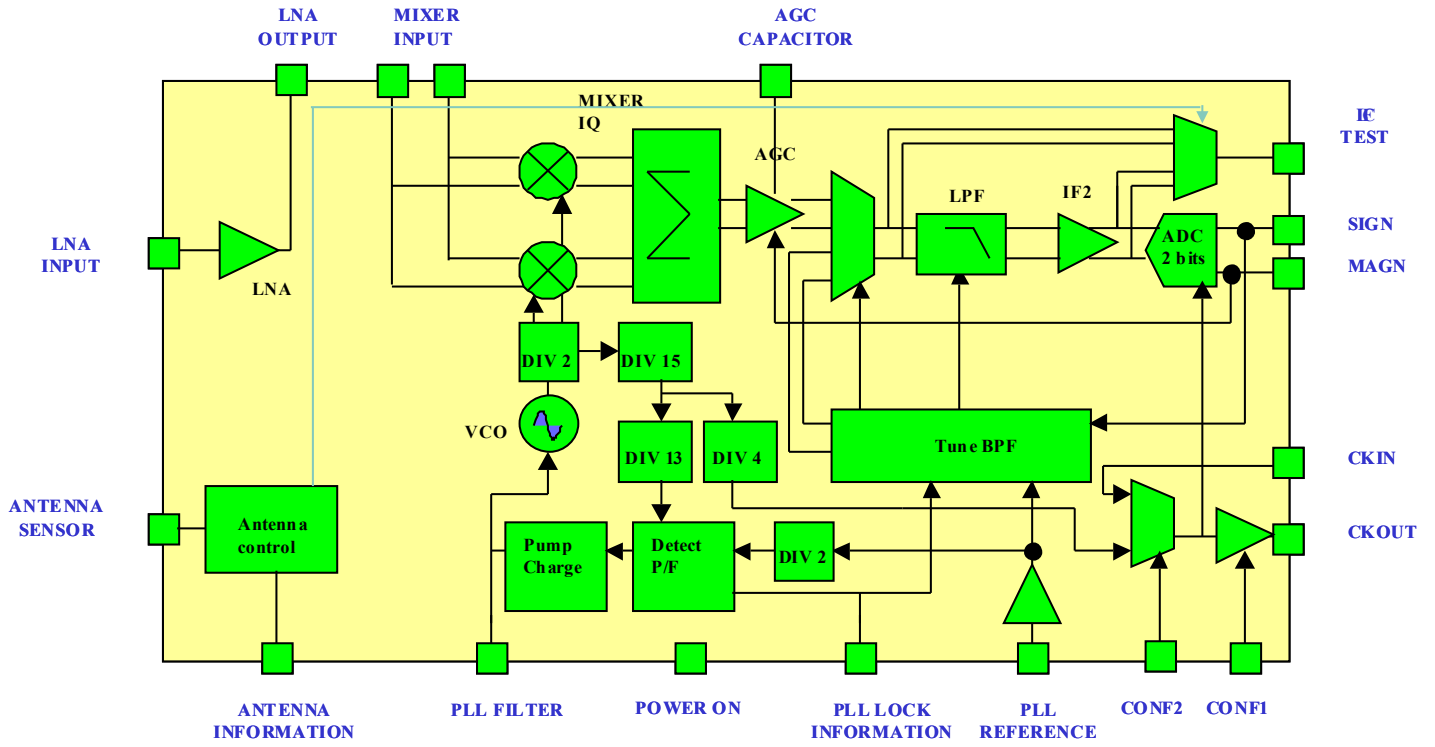 LNA
OUTPUT
MIXER
INPUT
AGC
CAPACITOR
MIXER
IQ
AGC
LPF
IF2
TEST
LNA
INPUT
LNA
ADC
2 bits
SIGN
MAGN
DIV 2
DIV 15
VCO
DIV 13
DIV 4
Tune BPF
CKIN
ANTENNA
SENSOR
Antenna
control
Pump
Charge
Detect
P/F
DIV 2
CKOUT
ANTENNA
INFORMATION
PLL FILTER
POWER ON
PLL LOCK
INFORMATION
PLL
REFERENCE
CONF2
CONF1